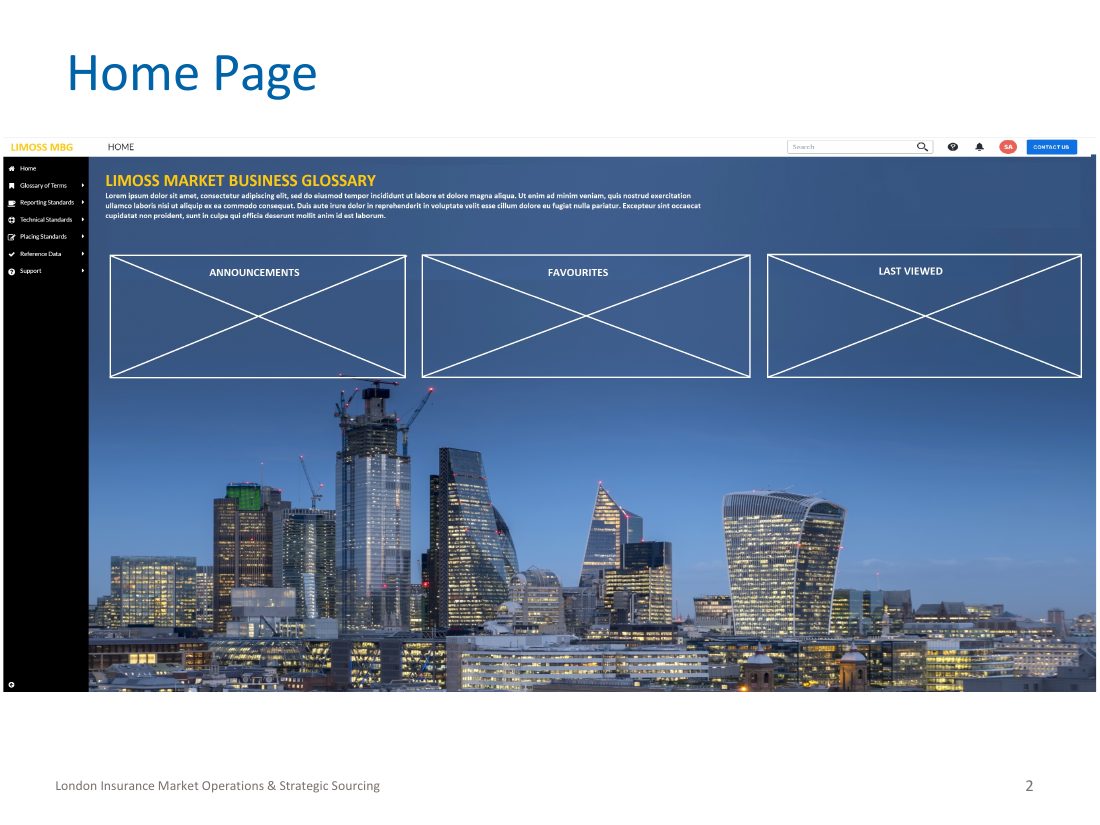 Home Page
LIMOSS MBG
HOME
Search
SA
CONTACT US
Home
Glossary of Terms
Reporting Standards
Technical Standards
Placing Standards
Reference Data
Support
LIMOSS MARKET BUSINESS GLOSSARY
Lorem ipsum dolor sit amet, consectetur adipiscing elit, sed do eiusmod tempor incididunt ut labore et dolore magna aliqua. Ut enim ad minim veniam, quis nostrud exercitation
ullamco laboris nisi ut aliquip ex ea commodo consequat. Duis aute irure dolor in reprehenderit in voluptate velit esse cillum dolore eu fugiat nulla pariatur. Excepteur sint occaecat
cupidatat non proident, sunt in culpa qui officia deserunt mollit anim id est laborum.
ANNOUNCEMENTS
FAVOURITES
LAST VIEWED
London Insurance Market Operations & Strategic Sourcing
2